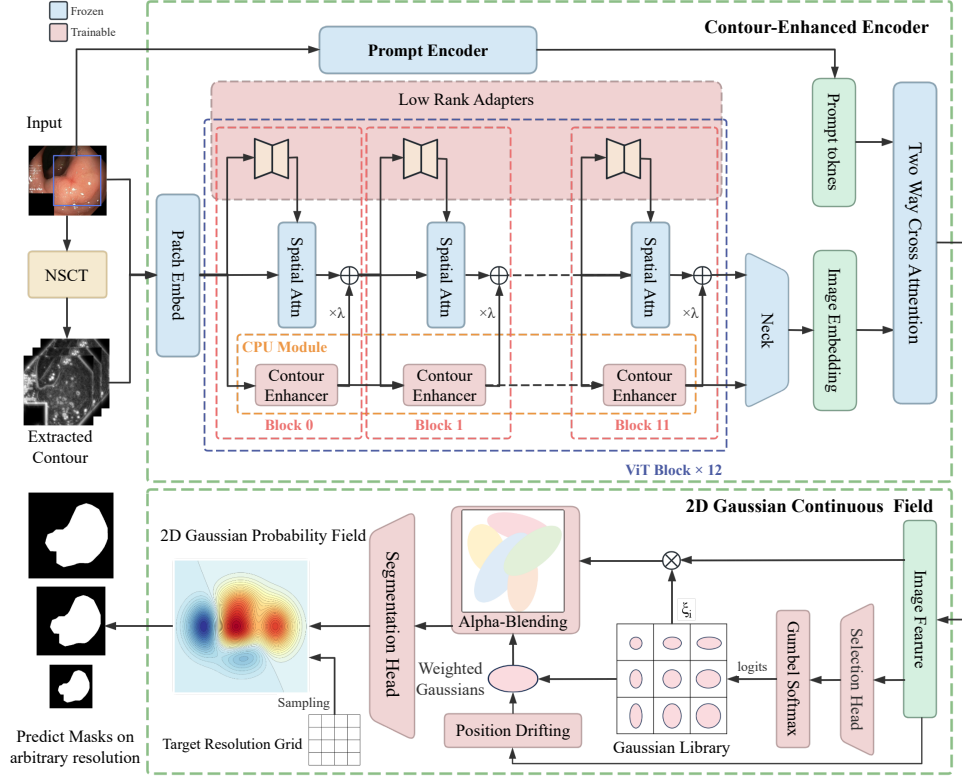 Frozen
Trainable
Contour-Enhanced Encoder
Prompt Encoder
Low Rank Adapters
Input
NSCT
Extracted
Contour
Patch Embed
Spatial Attn
×λ
Spatial Attn
×λ
Spatial Attn
×λ
CPU Module
Contour
Enhancer
Contour
Enhancer
Contour
Enhancer
Block 0
Block 1
Block 11
ViT Block × 12
Neck
Prompt toknes
Image Embedding
Two Way Cross Attnention
2D Gaussian Continuous Field
2D Gaussian Probability Field
Segmentation Head
Alpha-Blending
Weighted
Gaussians
Position Drifting
Gaussian Library
logits
Gumbel Softmax
Selection Head
Image Fearure
Sampling
Target Resolution Grid
Predict Masks on
arbitrary resolution